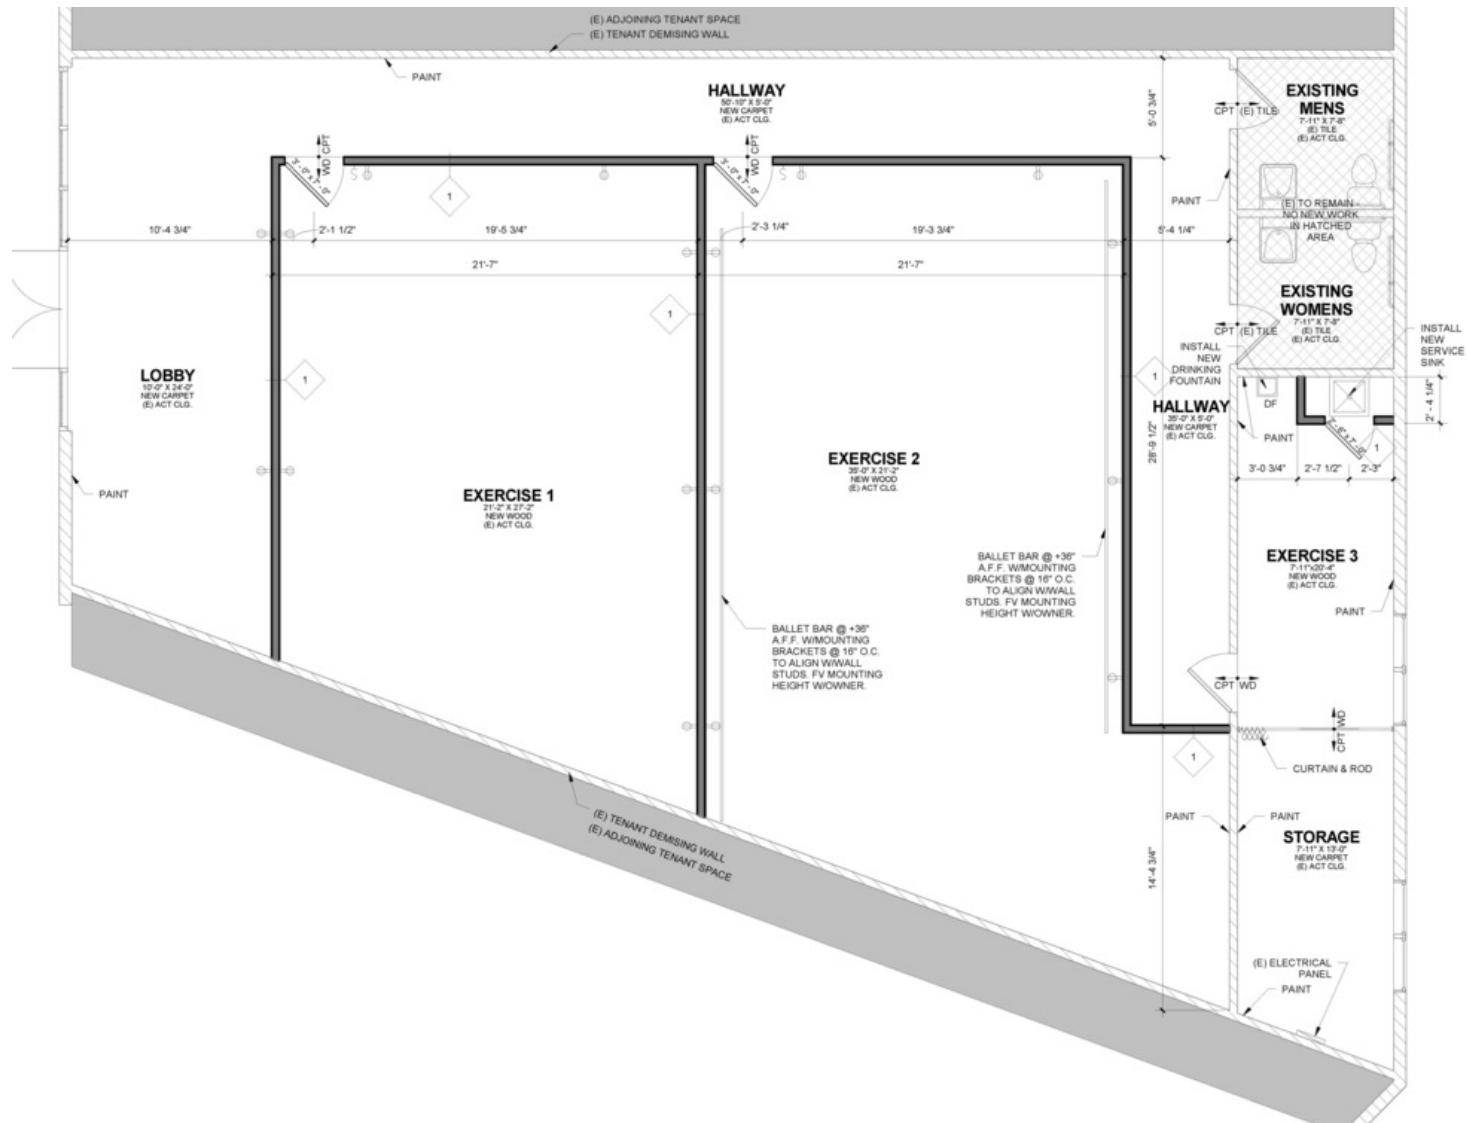 (E) ADJOINING TENANT SPACE
(E) TENANT DEMISING WALL
PAINT
HALLWAY
50'-10" X 5'-0"
NEW CARPET
(E) ACT CLG.
5'-0 3/4"
CPT (E) TILE
EXISTING
MENS
7'-11" X 7'-8"
(E) TILE
(E) ACT CLG.
WD CPT
3'-0" x 7'-0"
S
1
WD CPT
3'-0" x 7'-0"
S
PAINT
(E) TO REMAIN -
NO NEW WORK
IN HATCHED
AREA
10'-4 3/4"
2'-1 1/2"
19'-5 3/4"
2'-3 1/4"
19'-3 3/4"
5'-4 1/4"
21'-7"
21'-7"
1
EXISTING
WOMENS
7'-11" X 7'-8"
(E) TILE
(E) ACT CLG.
CPT (E) TILE
INSTALL
NEW
DRINKING
FOUNTAIN
INSTALL
NEW
SERVICE
SINK
LOBBY
10'-0" X 24'-0"
NEW CARPET
(E) ACT CLG.
1
1
DF
2'-4 1/4"
HALLWAY
35'-0" X 5'-0"
NEW CARPET
(E) ACT CLG.
28'-9 1/2"
PAINT
2'-6" x 7'-0"
1
3'-0 3/4"
2'-7 1/2"
2'-3"
PAINT
EXERCISE 1
21'-2" X 27'-2"
NEW WOOD
(E) ACT CLG.
EXERCISE 2
35'-0" X 21'-2"
NEW WOOD
(E) ACT CLG.
BALLET BAR @ +36"
A.F.F. W/MOUNTING
BRACKETS @ 16" O.C.
TO ALIGN W/WALL
STUDS. FV MOUNTING
HEIGHT W/OWNER.
EXERCISE 3
7'-11"x20'-4"
NEW WOOD
(E) ACT CLG.
PAINT
BALLET BAR @ +36"
A.F.F. W/MOUNTING
BRACKETS @ 16" O.C.
TO ALIGN W/WALL
STUDS. FV MOUNTING
HEIGHT W/OWNER.
CPT WD
CPT WD
1
CURTAIN & ROD
PAINT
PAINT
STORAGE
7'-11" X 13'-0"
NEW CARPET
(E) ACT CLG.
14'-4 3/4"
(E) TENANT DEMISING WALL
(E) ADJOINING TENANT SPACE
(E) ELECTRICAL
PANEL
PAINT